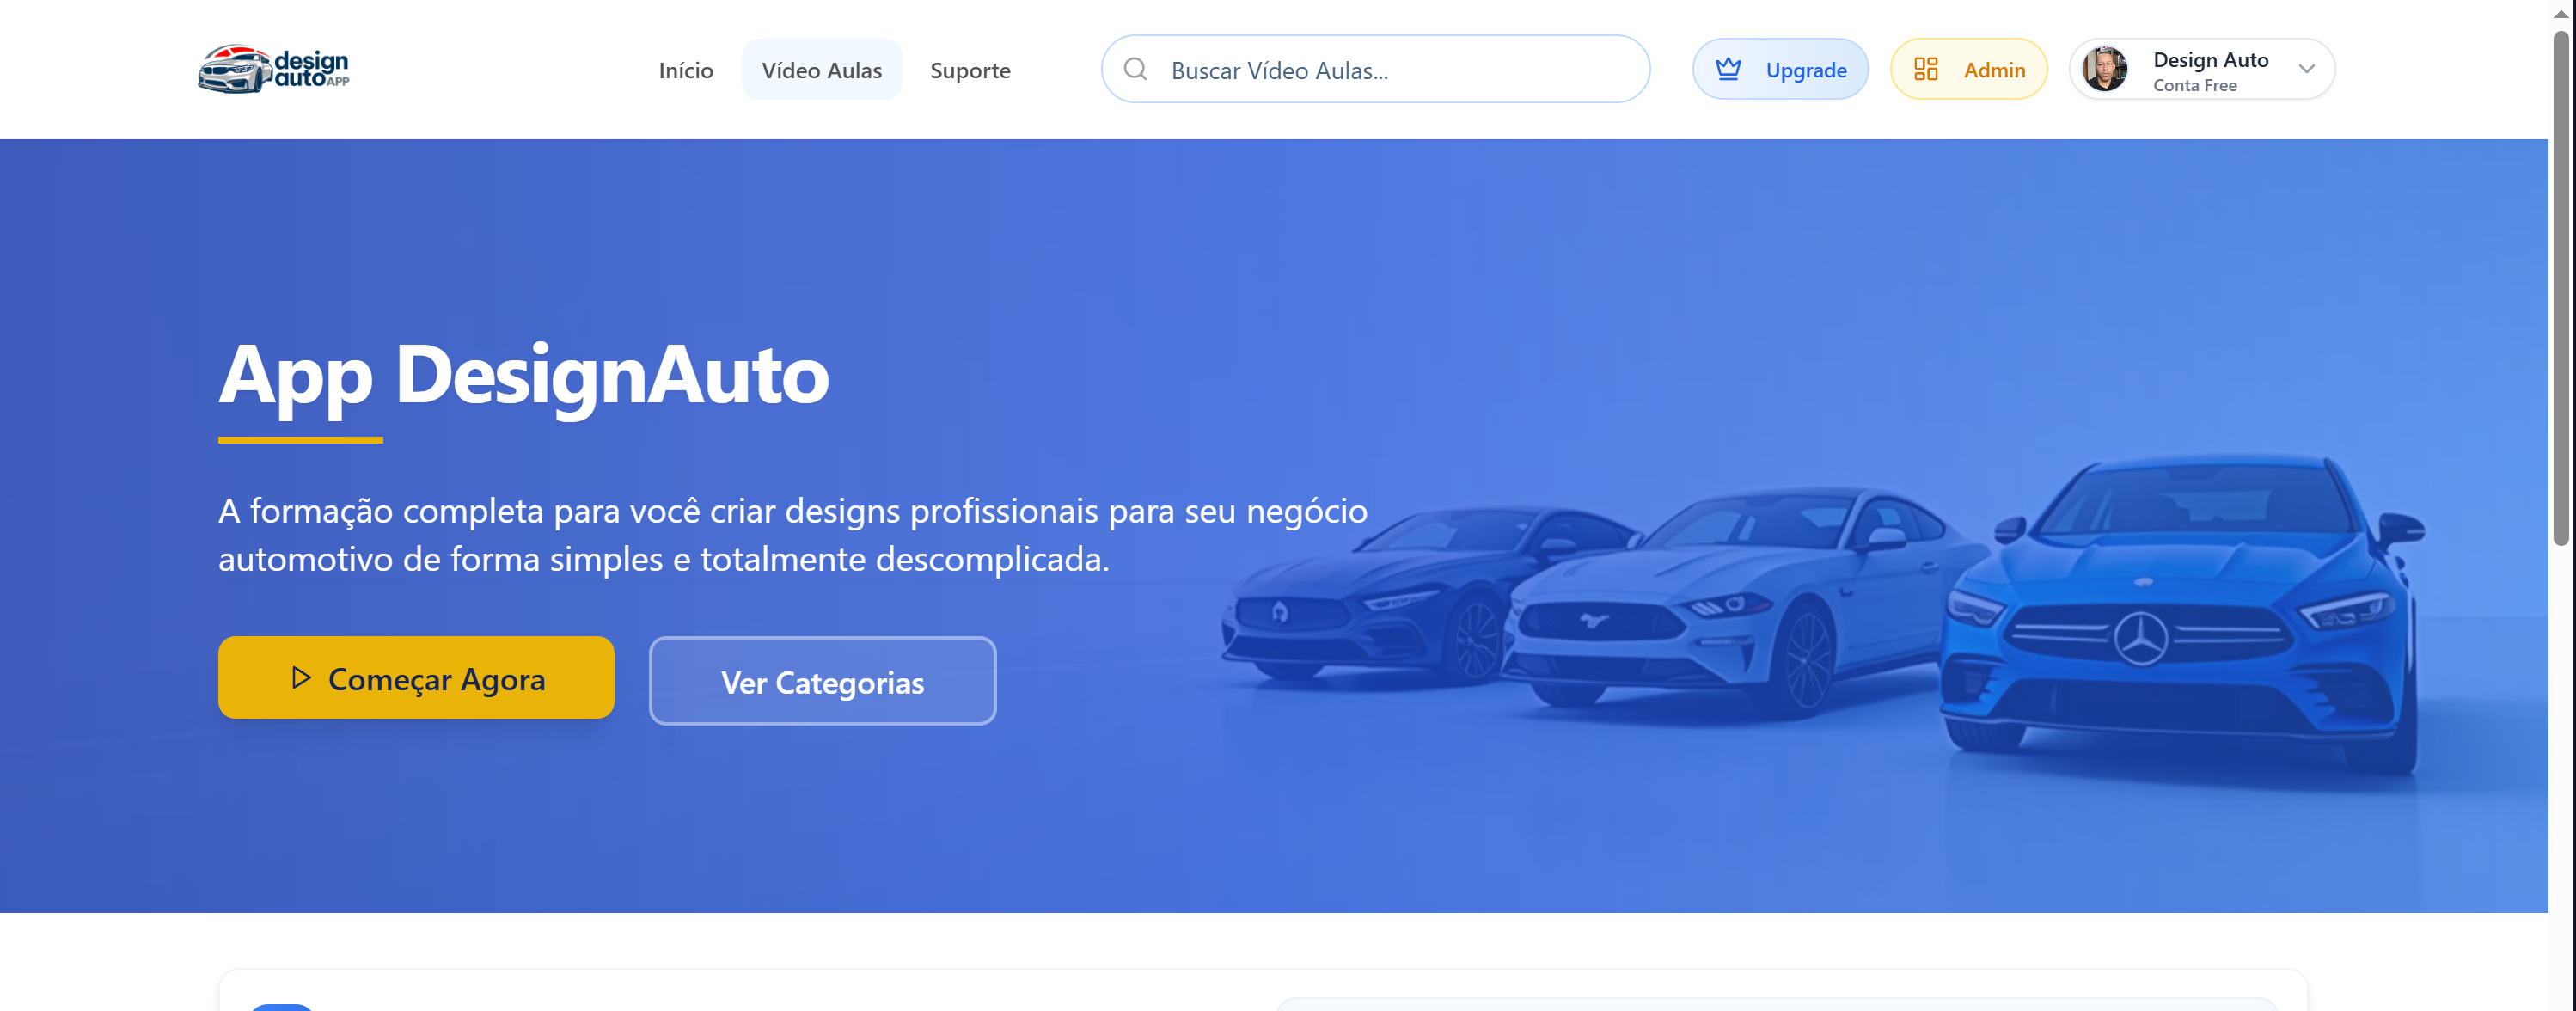 design
auto APP
Início
Vídeo Aulas
Suporte
Buscar Vídeo Aulas...
Upgrade
Admin
Design Auto
Conta Free
App DesignAuto
A formação completa para você criar designs profissionais para seu negócio
automotivo de forma simples e totalmente descomplicada.
Começar Agora
Ver Categorias